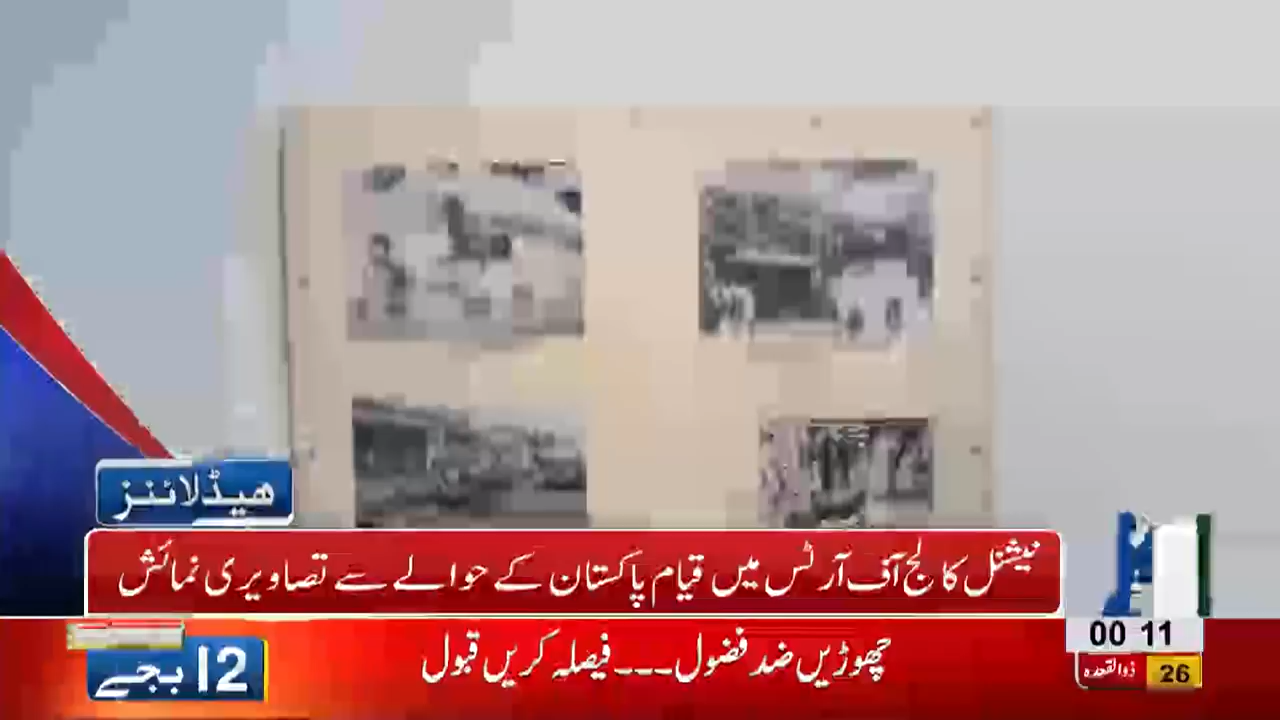 ھیڈلائنز
نیشنل کالج آف آرٹس میں قیام پاکستان کے حوالے سے تصاویری نمائش
چھوڑیں ضد فضول۔۔۔فیصلہ کریں قبول
12 بجے
00 11
26 ذوالقعدہ